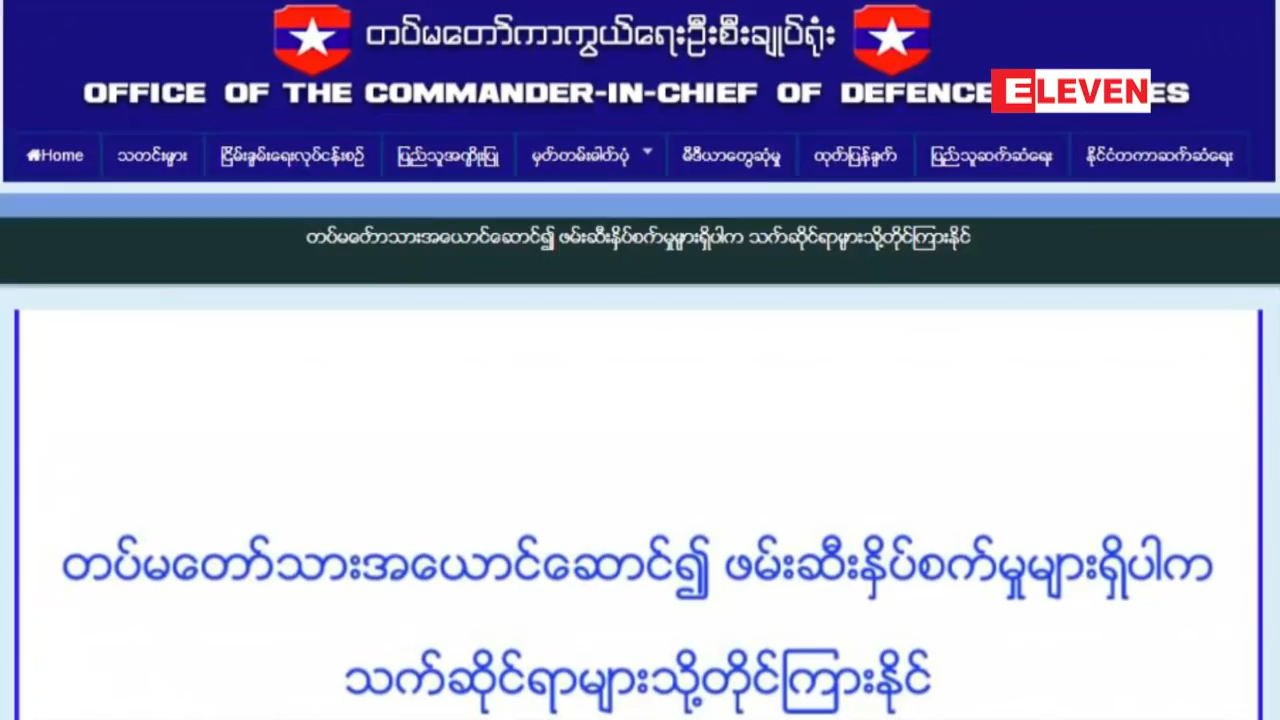 တပ်မတော်ကာကွယ်ရေးဦးစီးချုပ်ရုံး
OFFICE OF THE COMMANDER-IN-CHIEF OF DEFENCE ES
ELEVEN
Home သတင်းများ ငြိမ်းချမ်းရေးလုပ်ငန်းစဉ် ပြည်သူ့အကျိုးပြု မှတ်တမ်းဓါတ်ပုံ မီဒီယာတွေ့ဆုံမှု ထုတ်ပြန်ချက် ပြည်သူ့ဆက်ဆံရေး နိုင်ငံတကာဆက်ဆံရေး
တပ်မတော်သားအယောင်ဆောင်၍ ဖမ်းဆီးနှိပ်စက်မှုများရှိပါက သက်ဆိုင်ရာများသို့တိုင်ကြားနိုင်
တပ်မတော်သားအယောင်ဆောင်၍ ဖမ်းဆီးနှိပ်စက်မှုများရှိပါက
သက်ဆိုင်ရာများသို့တိုင်ကြားနိုင်